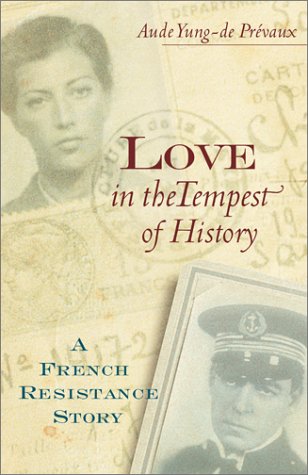 Aude Yung-de Prévaux
LOVE
in the Tempest
of History
A
FRENCH
RESISTANCE
STORY